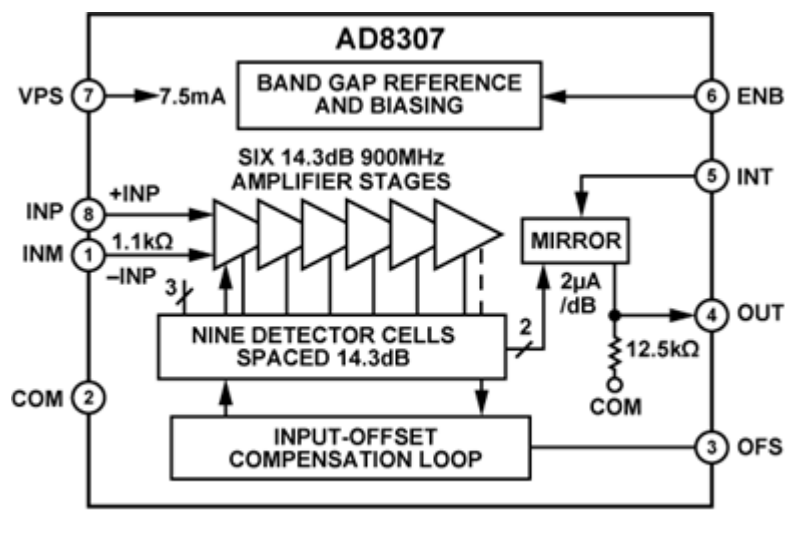 AD8307
BAND GAP REFERENCE
AND BIASING
VPS 7 7.5mA
6 ENB
SIX 14.3dB 900MHz
AMPLIFIER STAGES
5 INT
INP 8 +INP
INM 1 1.1kΩ
–INP
MIRROR
2µA
/dB
3
NINE DETECTOR CELLS
SPACED 14.3dB
2
4 OUT
12.5kΩ
COM
COM 2
INPUT-OFFSET
COMPENSATION LOOP
3 OFS